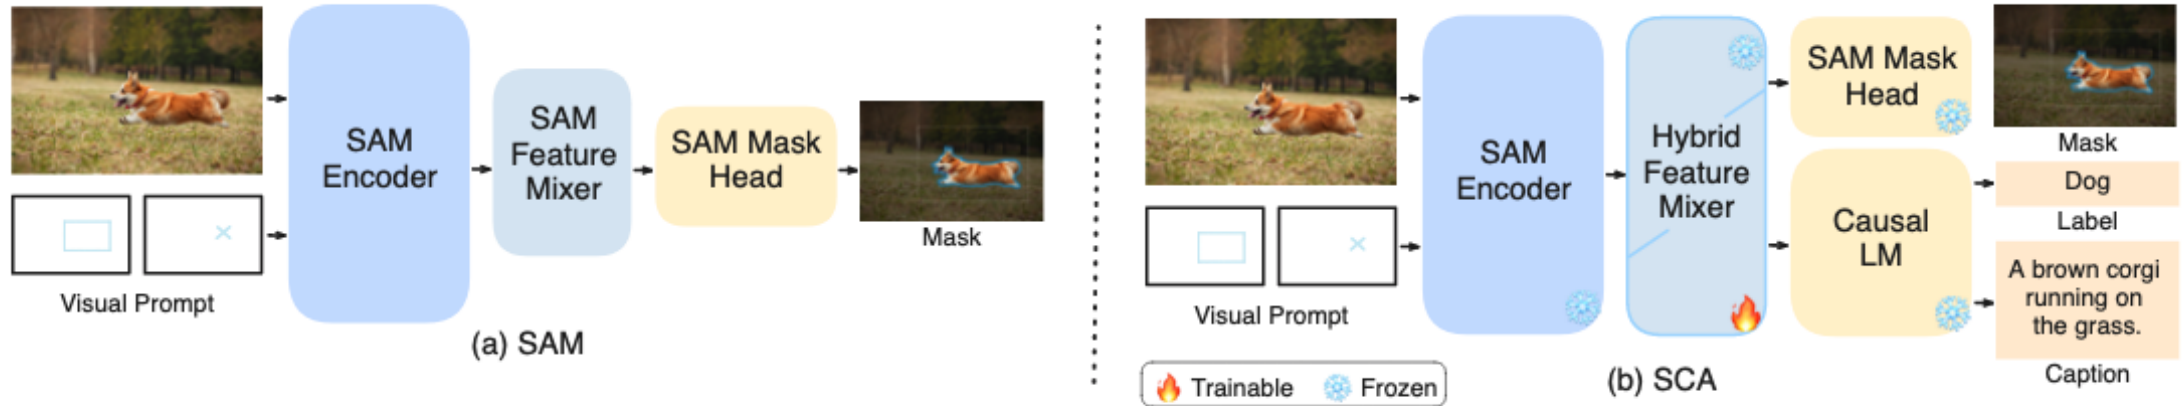 SAM
Encoder
SAM
Feature
Mixer
SAM Mask
Head
Mask
Visual Prompt
(a) SAM
SAM
Encoder
Hybrid
Feature
Mixer
SAM Mask
Head
Causal
LM
Mask
Dog
Label
A brown corgi
running on
the grass.
Caption
Visual Prompt
Trainable
Frozen
(b) SCA